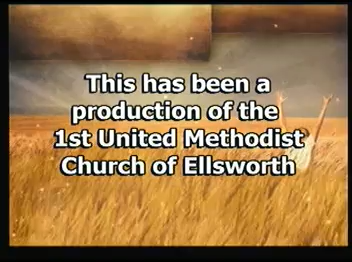 This has been a
production of the
1st United Methodist
Church of Ellsworth